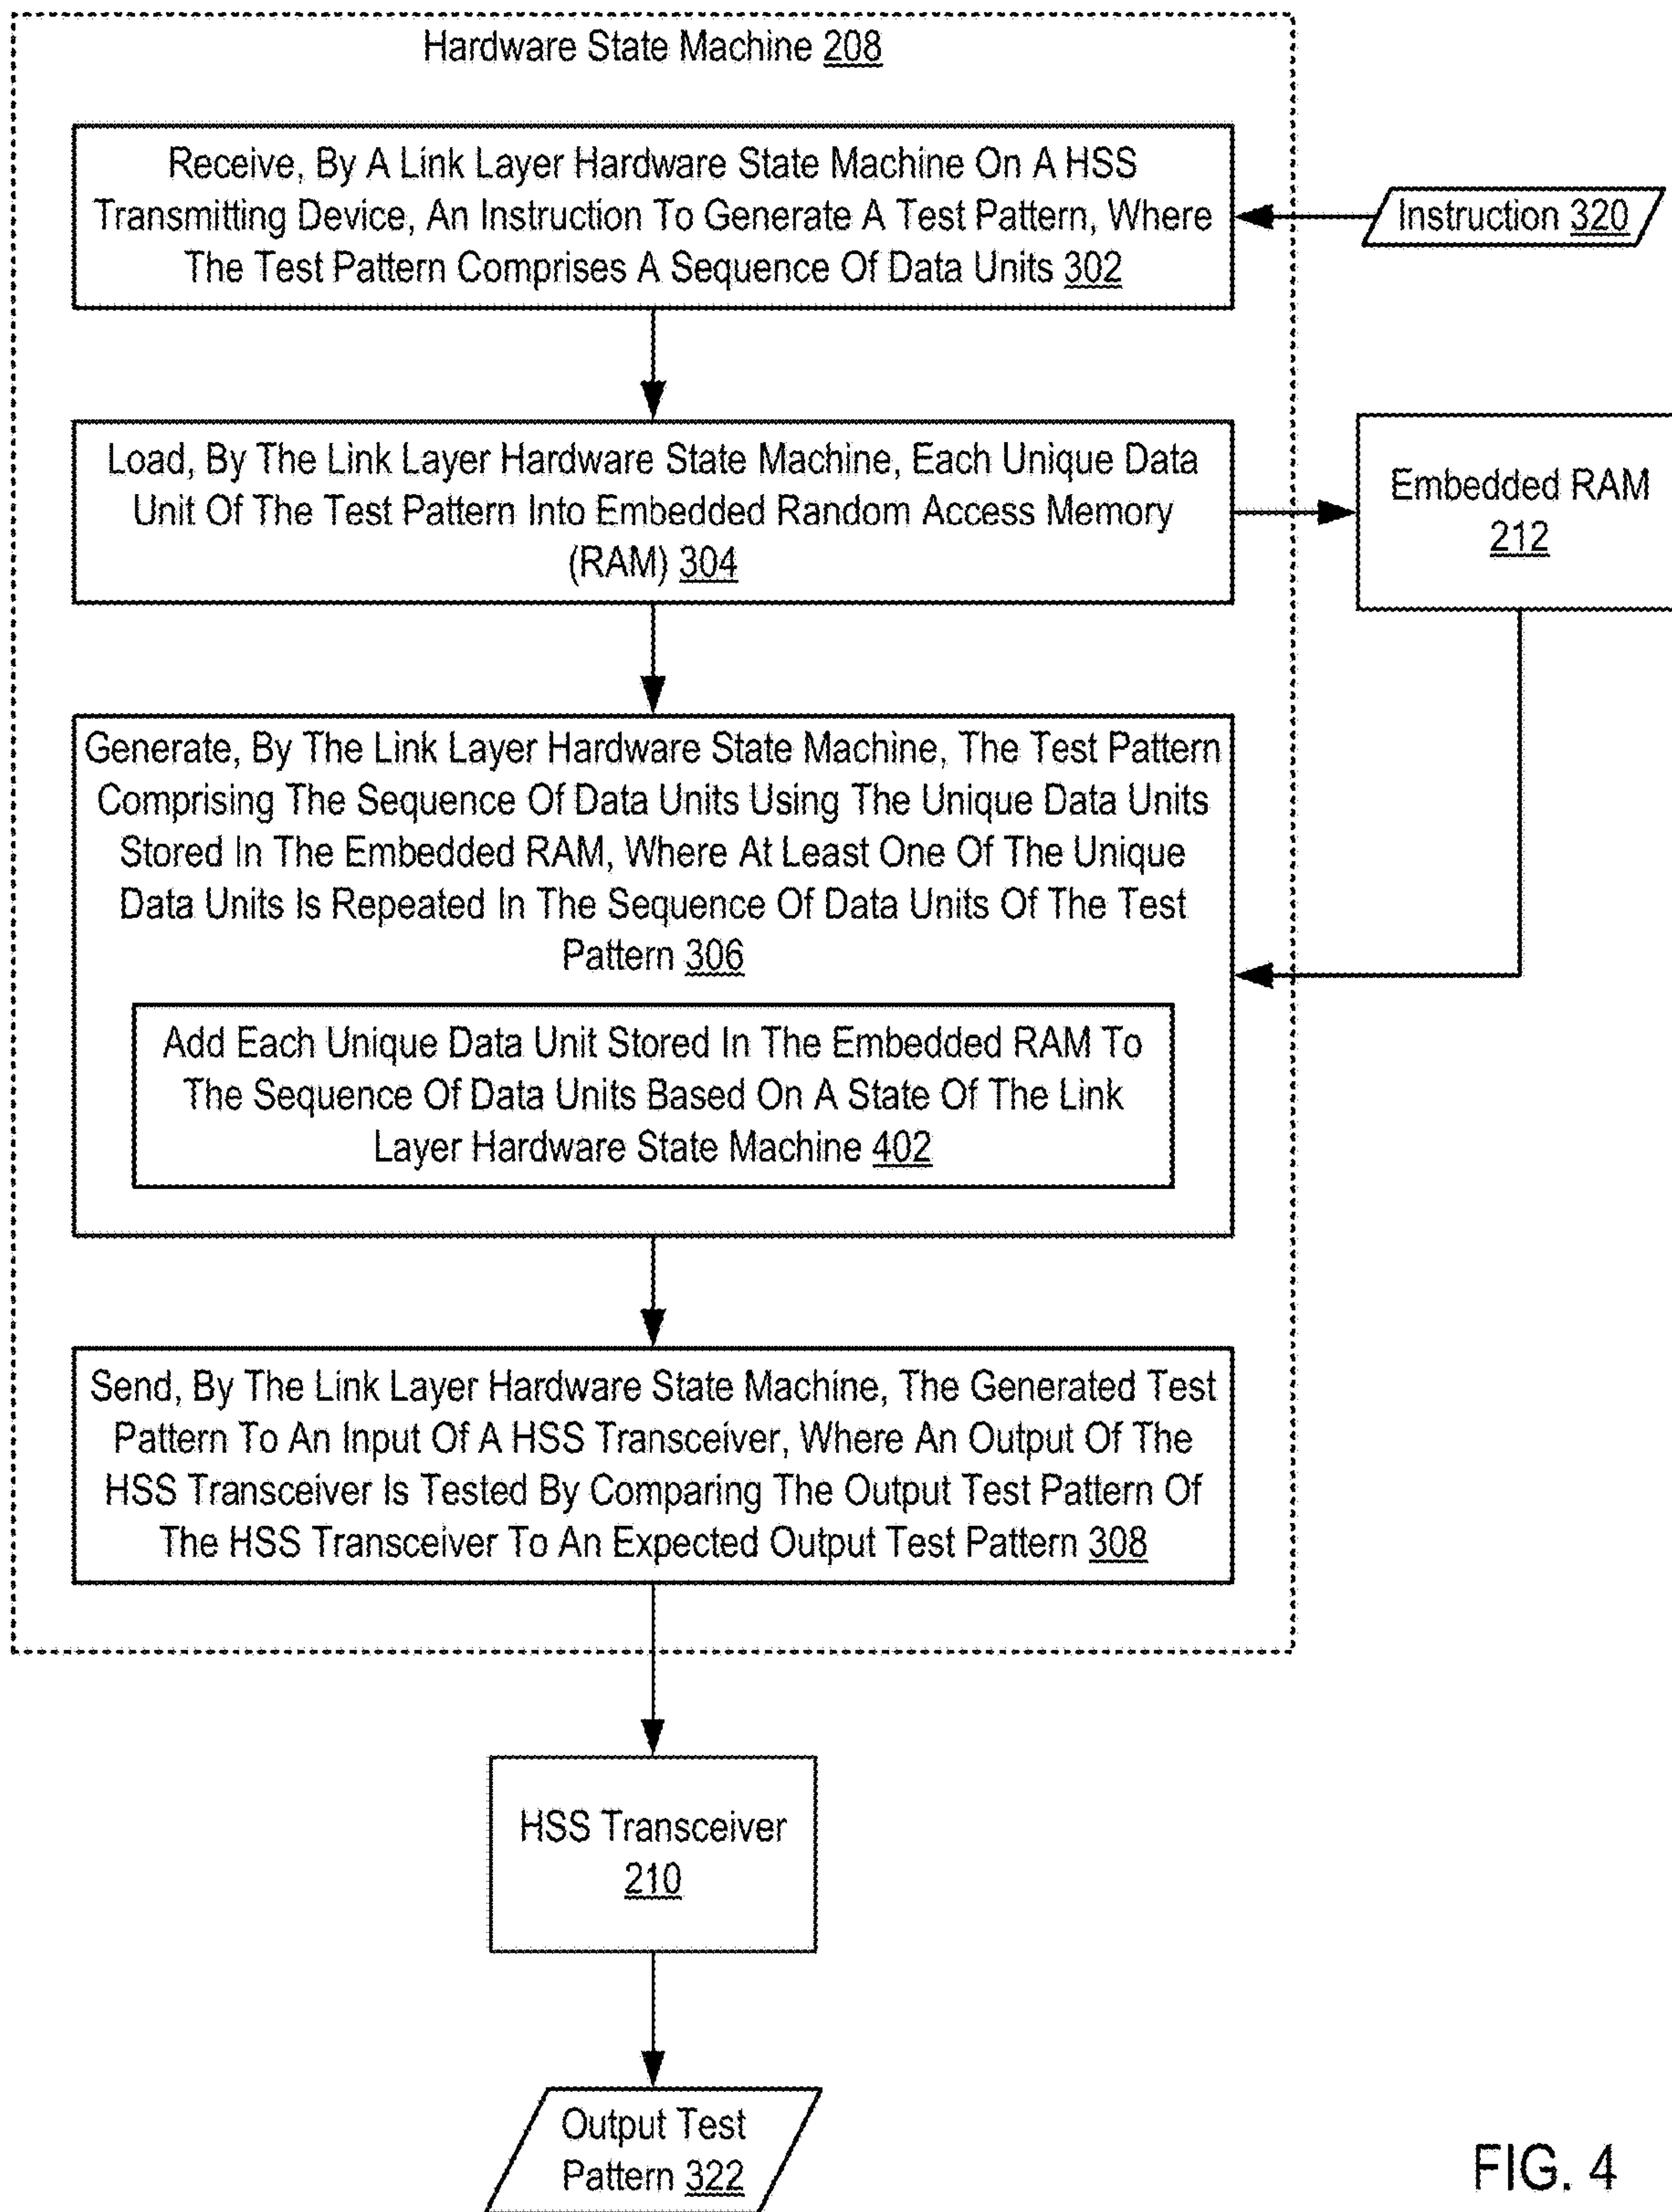 Hardware State Machine 208
Receive, By A Link Layer Hardware State Machine On A HSS
Transmitting Device, An Instruction To Generate A Test Pattern, Where
The Test Pattern Comprises A Sequence Of Data Units 302
Instruction 320
Load, By The Link Layer Hardware State Machine, Each Unique Data
Unit Of The Test Pattern Into Embedded Random Access Memory
(RAM) 304
Embedded RAM
212
Generate, By The Link Layer Hardware State Machine, The Test Pattern
Comprising The Sequence Of Data Units Using The Unique Data Units
Stored In The Embedded RAM, Where At Least One Of The Unique
Data Units Is Repeated In The Sequence Of Data Units Of The Test
Pattern 306
Add Each Unique Data Unit Stored In The Embedded RAM To
The Sequence Of Data Units Based On A State Of The Link
Layer Hardware State Machine 402
Send, By The Link Layer Hardware State Machine, The Generated Test
Pattern To An Input Of A HSS Transceiver, Where An Output Of The
HSS Transceiver Is Tested By Comparing The Output Test Pattern Of
The HSS Transceiver To An Expected Output Test Pattern 308
HSS Transceiver
210
Output Test
Pattern 322
FIG. 4